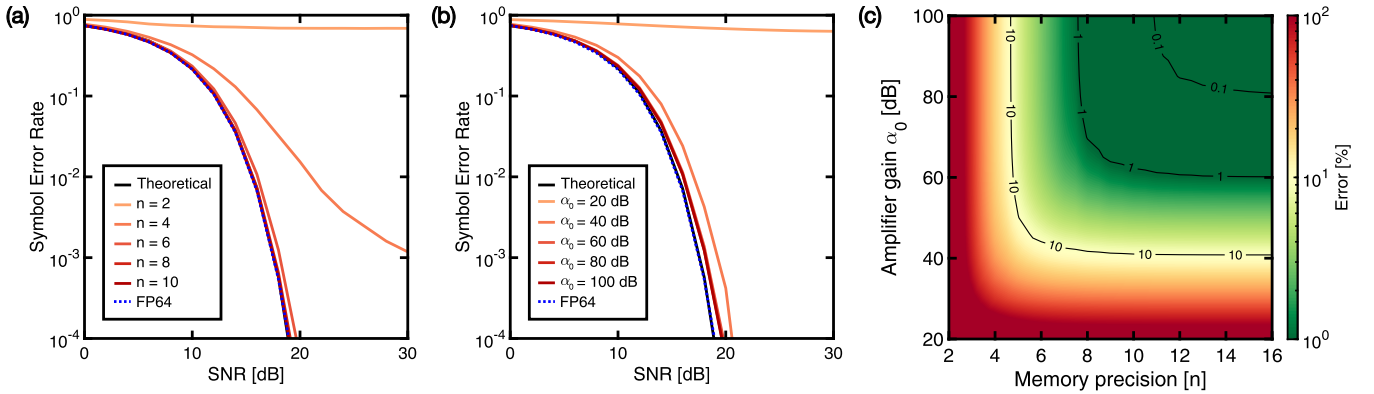 (a)
10^0
10^-1
10^-2
10^-3
10^-4
Symbol Error Rate
0 10 20 30
SNR [dB]
Theoretical
n = 2
n = 4
n = 6
n = 8
n = 10
FP64
(b)
10^0
10^-1
10^-2
10^-3
10^-4
Symbol Error Rate
0 10 20 30
SNR [dB]
Theoretical
α₀ = 20 dB
α₀ = 40 dB
α₀ = 60 dB
α₀ = 80 dB
α₀ = 100 dB
FP64
(c)
100
80
60
40
20
Amplifier gain α₀ [dB]
2 4 6 8 10 12 14 16
Memory precision [n]
10
10
10
10
10
10
1
1
1
1
0.1
0.1
10^2
10^1
10^0
Error [%]